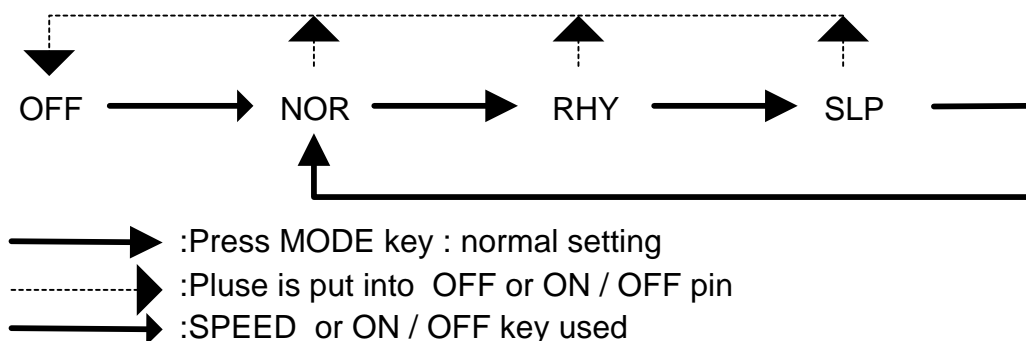 OFF NOR RHY SLP
:Press MODE key : normal setting
:Pluse is put into OFF or ON / OFF pin
:SPEED or ON / OFF key used